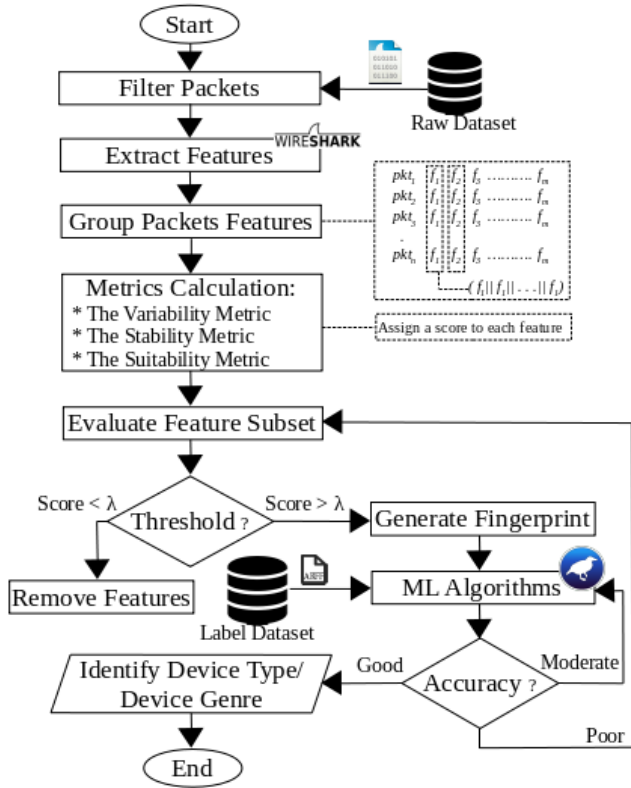 Start
010101
011010
011100
Filter Packets
Raw Dataset
WIRESHARK
Extract Features
Group Packets Features
pkt₁ f₁ f₂ f₃ .......... fₘ
pkt₂ f₁ f₂ f₃ .......... fₘ
pkt₃ f₁ f₂ f₃ .......... fₘ
.
pktₙ f₁ f₂ f₃ .......... fₘ
( f₁|| f₁|| . . .|| f₁)
Metrics Calculation:
* The Variability Metric
* The Stability Metric
* The Suitability Metric
Assign a score to each feature
Evaluate Feature Subset
Score < λ
Threshold ?
Score > λ
Generate Fingerprint
Remove Features
ARFF
Label Dataset
ML Algorithms
Identify Device Type/
Device Genre
Good
Accuracy ?
Moderate
Poor
End